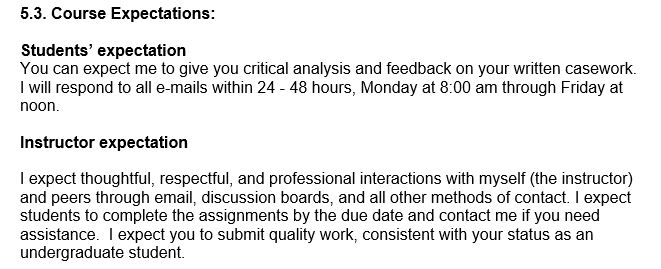 5.3. Course Expectations:
Students’ expectation
You can expect me to give you critical analysis and feedback on your written casework.
I will respond to all e-mails within 24 - 48 hours, Monday at 8:00 am through Friday at
noon.
Instructor expectation
I expect thoughtful, respectful, and professional interactions with myself (the instructor)
and peers through email, discussion boards, and all other methods of contact. I expect
students to complete the assignments by the due date and contact me if you need
assistance.  I expect you to submit quality work, consistent with your status as an
undergraduate student.